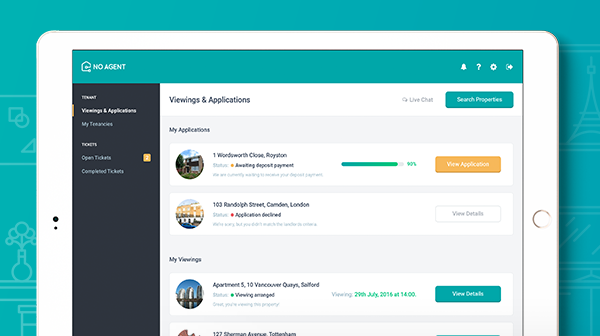 NO AGENT
TENANT
Viewings & Applications
My Tenancies
TICKETS
Open Tickets
Completed Tickets
Viewings & Applications
Live Chat
Search Properties
My Applications
1 Wordsworth Close, Royston
Status: Awaiting deposit payment
We are currently waiting to receive your deposit payment
90%
View Application
103 Randolph Street, Camden, London
Status: Application declined
We're sorry, but you didn't match the landlords criteria
View Details
My Viewings
Apartment 5, 10 Vancouver Quays, Salford
Status: Viewing arranged
Great, you're viewing this property!
Viewing: 29th July, 2016 at 14:00.
View Details
127 Sherman Avenue, Tottenham